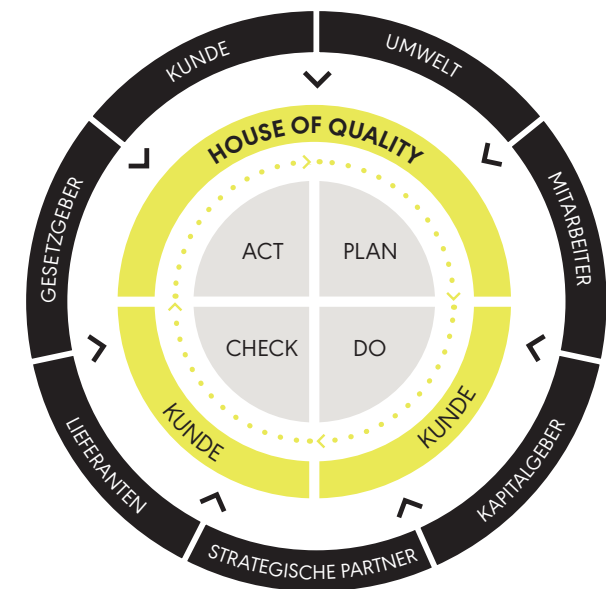 KUNDE
UMWELT
MITARBEITER
KAPITALGEBER
STRATEGISCHE PARTNER
LIEFERANTEN
GESETZGEBER
HOUSE OF QUALITY
KUNDE
KUNDE
ACT
PLAN
CHECK
DO